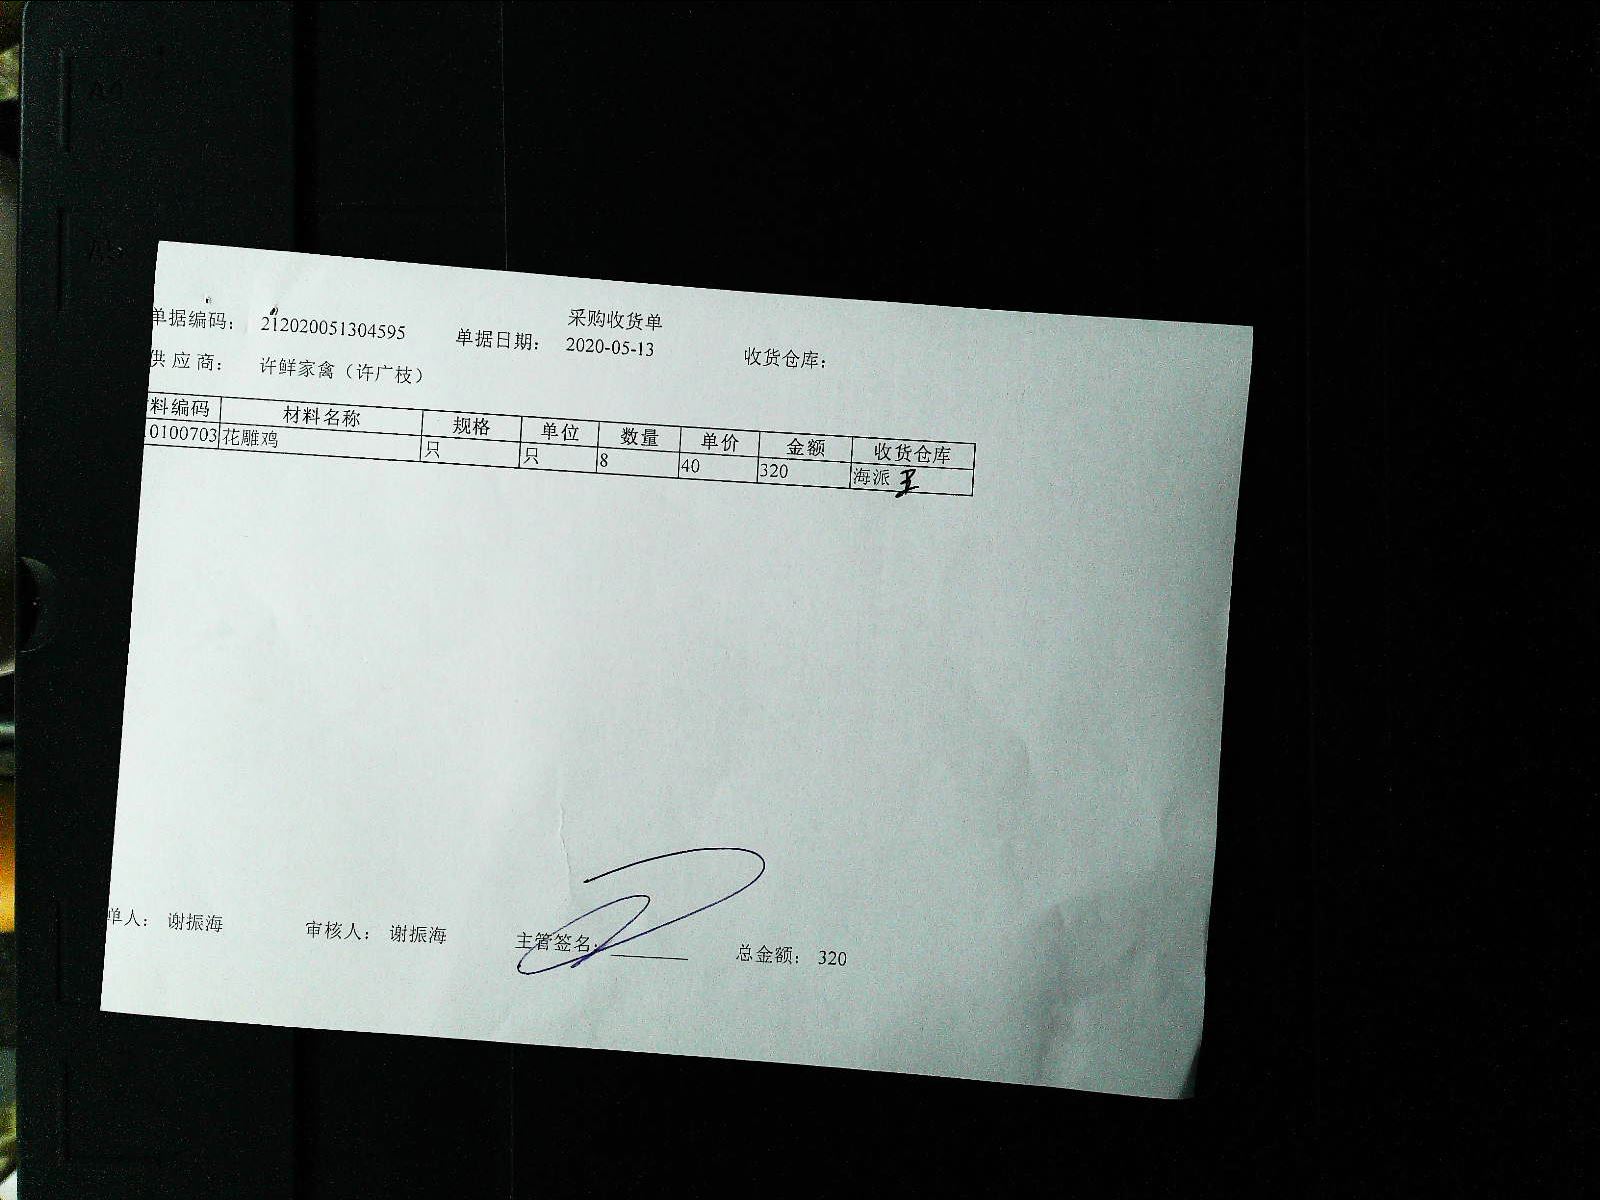 采购收货单
单据编码： 212020051304595 单据日期： 2020-05-13 收货仓库：
供 应 商： 许鲜家禽（许广枝）
料编码 材料名称 规格 单位 数量 单价 金额 收货仓库
0100703 花雕鸡 只 只 8 40 320 海派
单人： 谢振海 审核人： 谢振海 主管签名： 总金额： 320